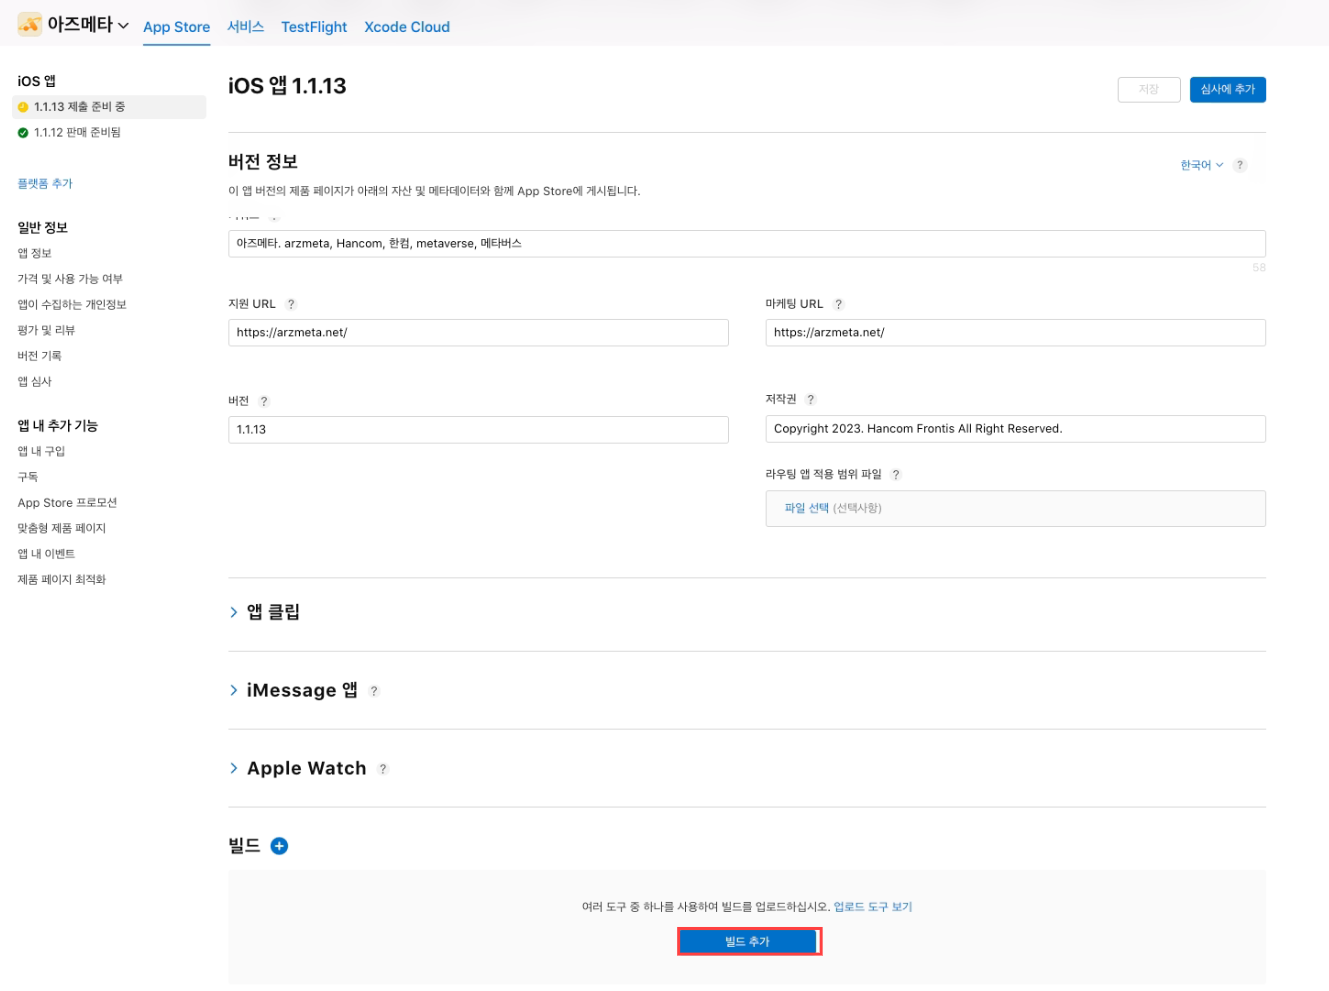 아즈메타
App Store
서비스
TestFlight
Xcode Cloud
iOS 앱
1.1.13 제출 준비 중
1.1.12 판매 준비됨
플랫폼 추가
일반 정보
앱 정보
가격 및 사용 가능 여부
앱이 수집하는 개인정보
평가 및 리뷰
버전 기록
앱 심사
앱 내 추가 기능
앱 내 구입
구독
App Store 프로모션
맞춤형 제품 페이지
앱 내 이벤트
제품 페이지 최적화
iOS 앱 1.1.13
저장
심사에 추가
버전 정보
한국어
?
이 앱 버전의 제품 페이지가 아래의 자산 및 메타데이터와 함께 App Store에 게시됩니다.
아즈메타. arzmeta, Hancom, 한컴, metaverse, 메타버스
58
지원 URL ?
https://arzmeta.net/
마케팅 URL ?
https://arzmeta.net/
버전 ?
1.1.13
저작권 ?
Copyright 2023. Hancom Frontis All Right Reserved.
라우팅 앱 적용 범위 파일 ?
파일 선택 (선택사항)
앱 클립
iMessage 앱 ?
Apple Watch ?
빌드
여러 도구 중 하나를 사용하여 빌드를 업로드하십시오. 업로드 도구 보기
빌드 추가